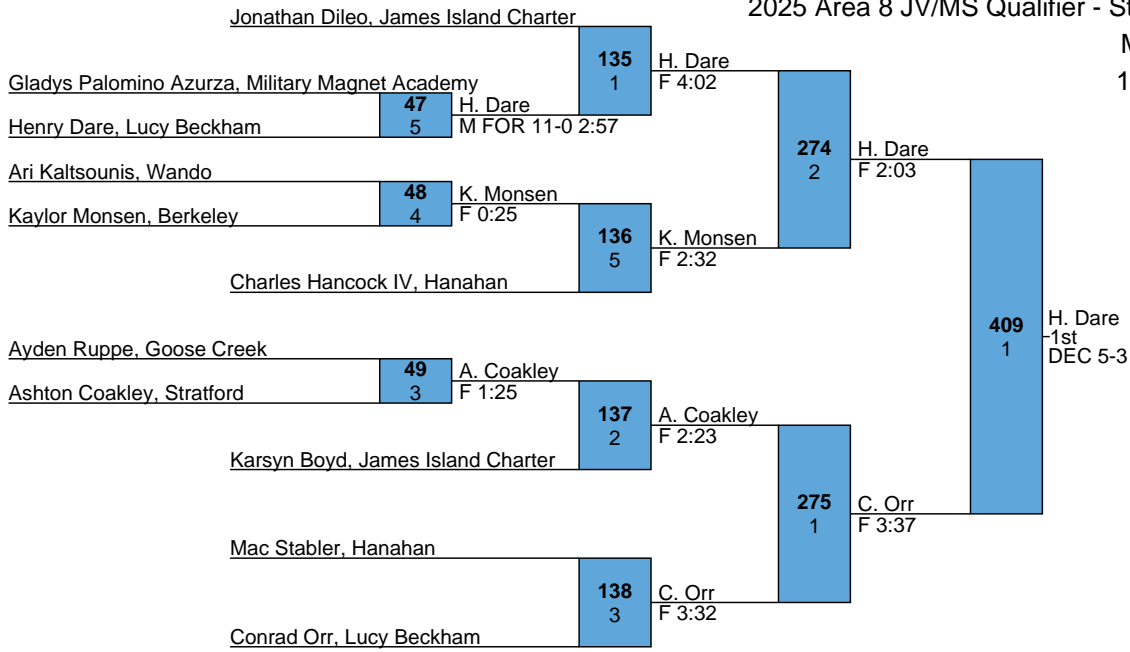 2025 Area 8 JV/MS Qualifier - St
M
1
Jonathan Dileo, James Island Charter
135
1
H. Dare
F 4:02
Gladys Palomino Azurza, Military Magnet Academy
47
5
H. Dare
M FOR 11-0 2:57
Henry Dare, Lucy Beckham
274
2
H. Dare
F 2:03
Ari Kaltsounis, Wando
48
4
K. Monsen
F 0:25
Kaylor Monsen, Berkeley
136
5
K. Monsen
F 2:32
Charles Hancock IV, Hanahan
409
1
H. Dare
1st
DEC 5-3
Ayden Ruppe, Goose Creek
49
3
A. Coakley
F 1:25
Ashton Coakley, Stratford
137
2
A. Coakley
F 2:23
Karsyn Boyd, James Island Charter
275
1
C. Orr
F 3:37
Mac Stabler, Hanahan
138
3
C. Orr
F 3:32
Conrad Orr, Lucy Beckham